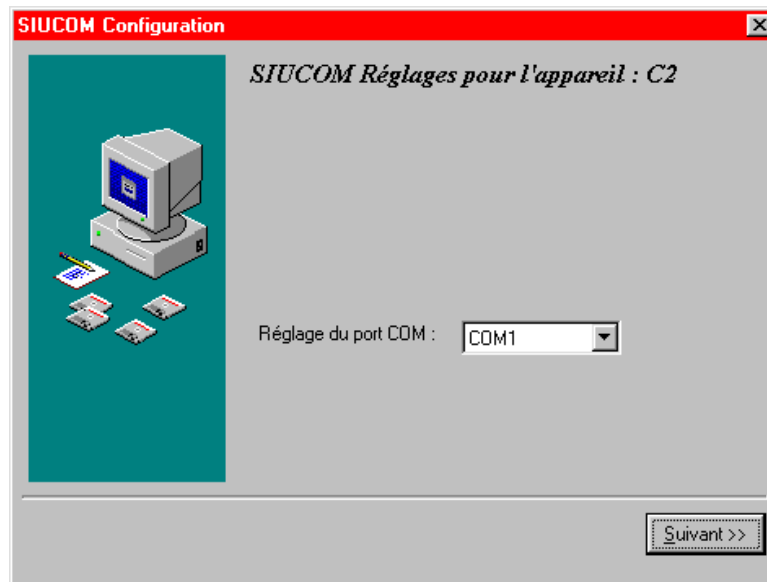 SIUCOM Configuration
SIUCOM Réglages pour l'appareil : C2
Réglage du port COM : COM1
Suivant >>